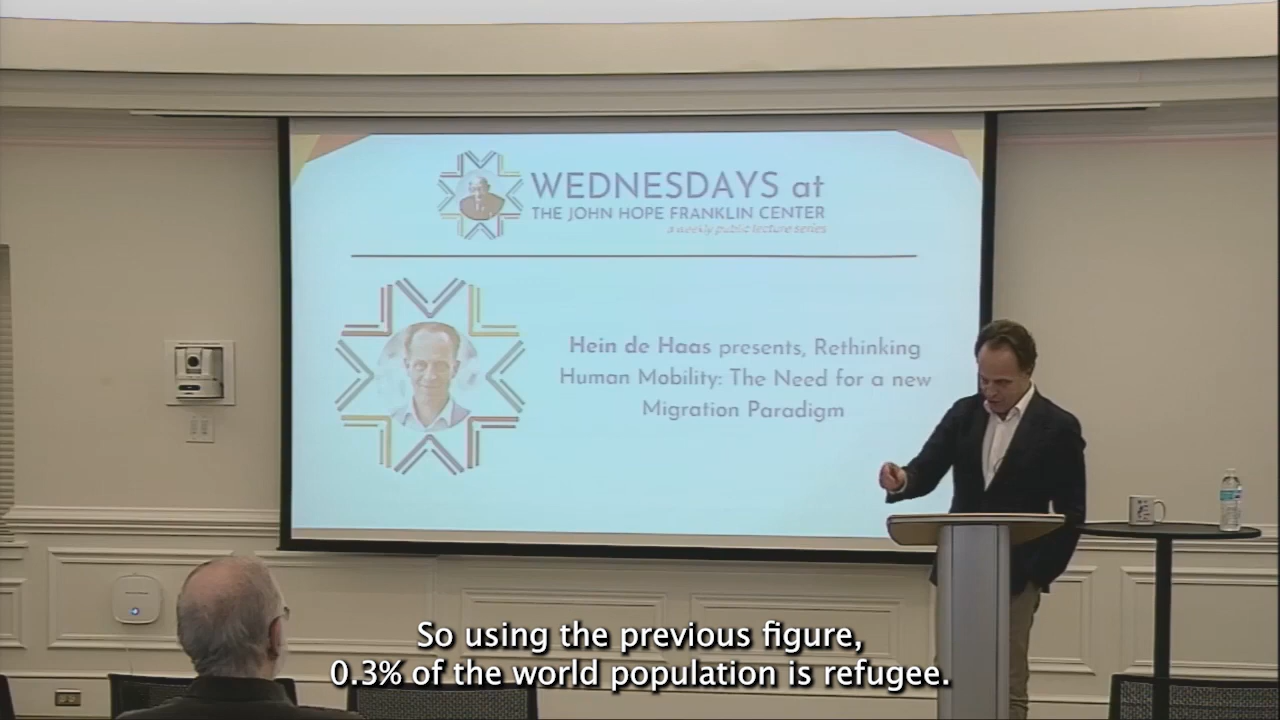 WEDNESDAYS at
THE JOHN HOPE FRANKLIN CENTER
a weekly public lecture series
Hein de Haas presents, Rethinking
Human Mobility: The Need for a new
Migration Paradigm
So using the previous figure,
0.3% of the world population is refugee.